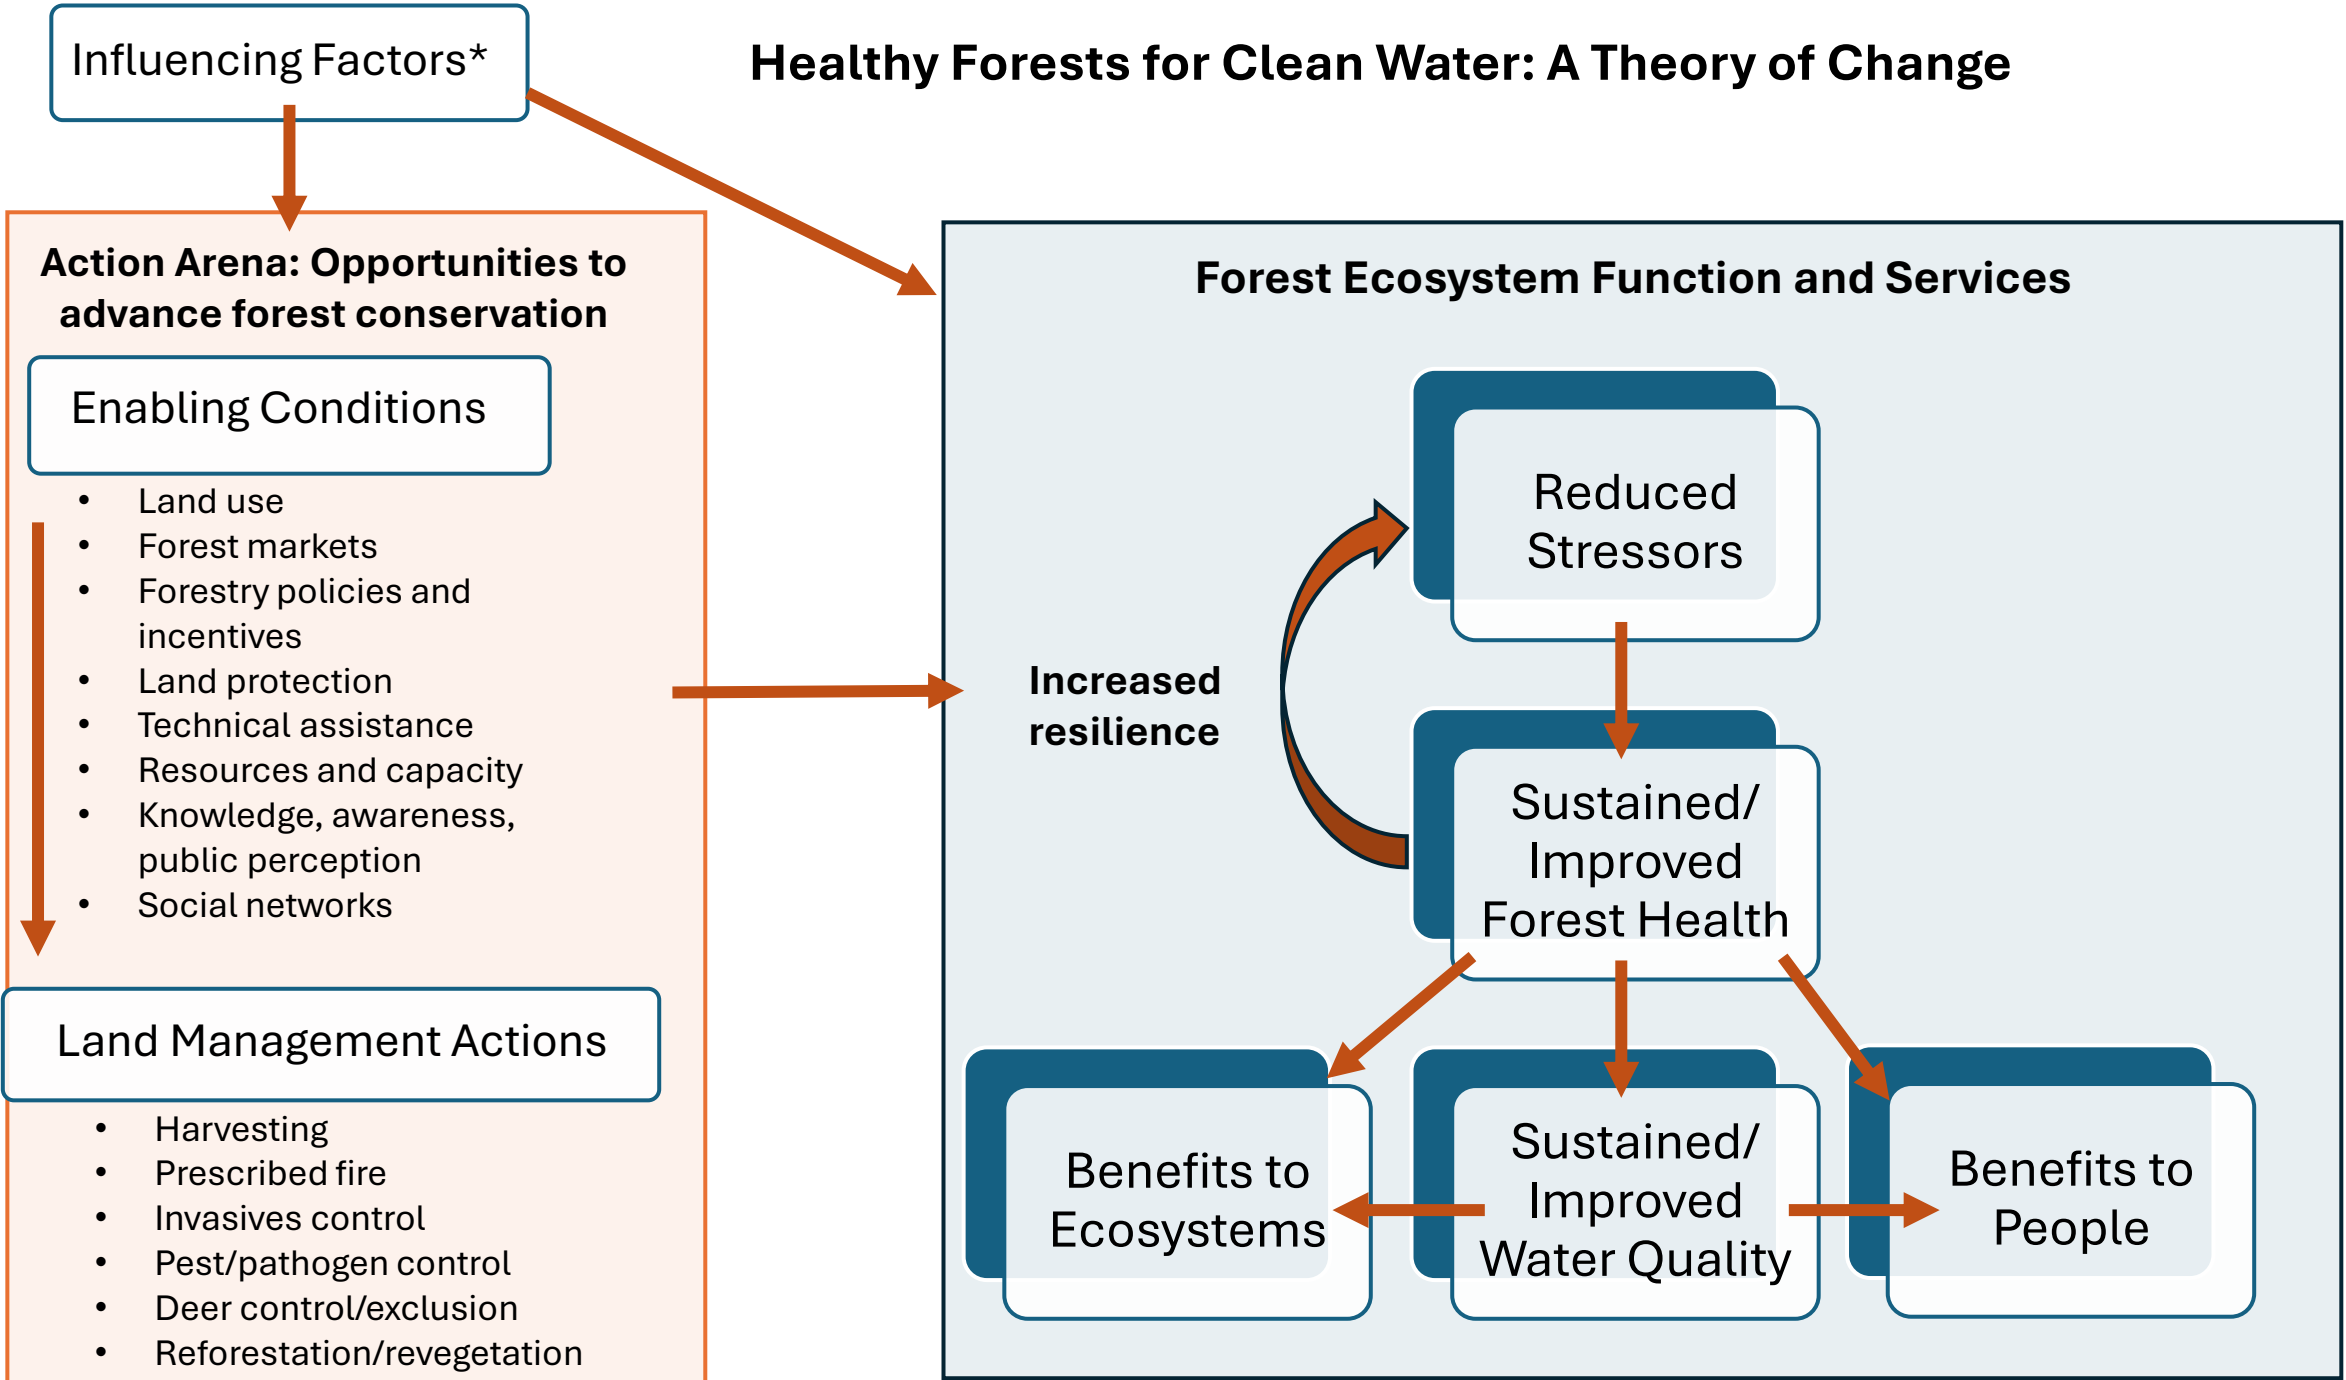 Influencing Factors*
Healthy Forests for Clean Water: A Theory of Change
Action Arena: Opportunities to
advance forest conservation
Enabling Conditions
• Land use
• Forest markets
• Forestry policies and
incentives
• Land protection
• Technical assistance
• Resources and capacity
• Knowledge, awareness,
public perception
• Social networks
Land Management Actions
• Harvesting
• Prescribed fire
• Invasives control
• Pest/pathogen control
• Deer control/exclusion
• Reforestation/revegetation
Forest Ecosystem Function and Services
Reduced
Stressors
Increased
resilience
Sustained/
Improved
Forest Health
Benefits to
Ecosystems
Sustained/
Improved
Water Quality
Benefits to
People